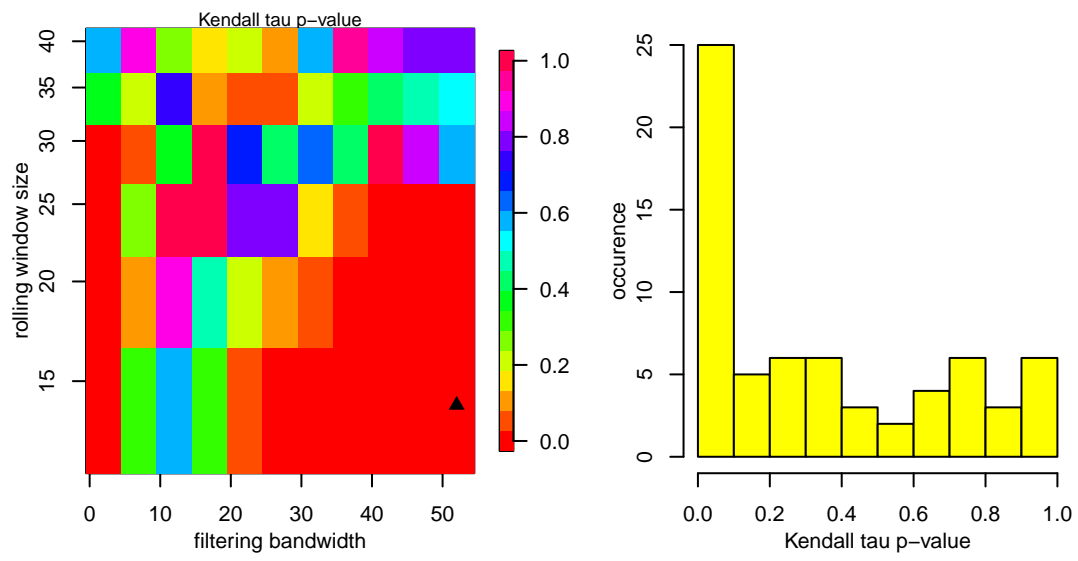 Kendall tau p−value
rolling window size
40
35
30
25
20
15
0 10 20 30 40 50
filtering bandwidth
1.0
0.8
0.6
0.4
0.2
0.0
occurence
25
20
15
10
5
0
0.0 0.2 0.4 0.6 0.8 1.0
Kendall tau p−value